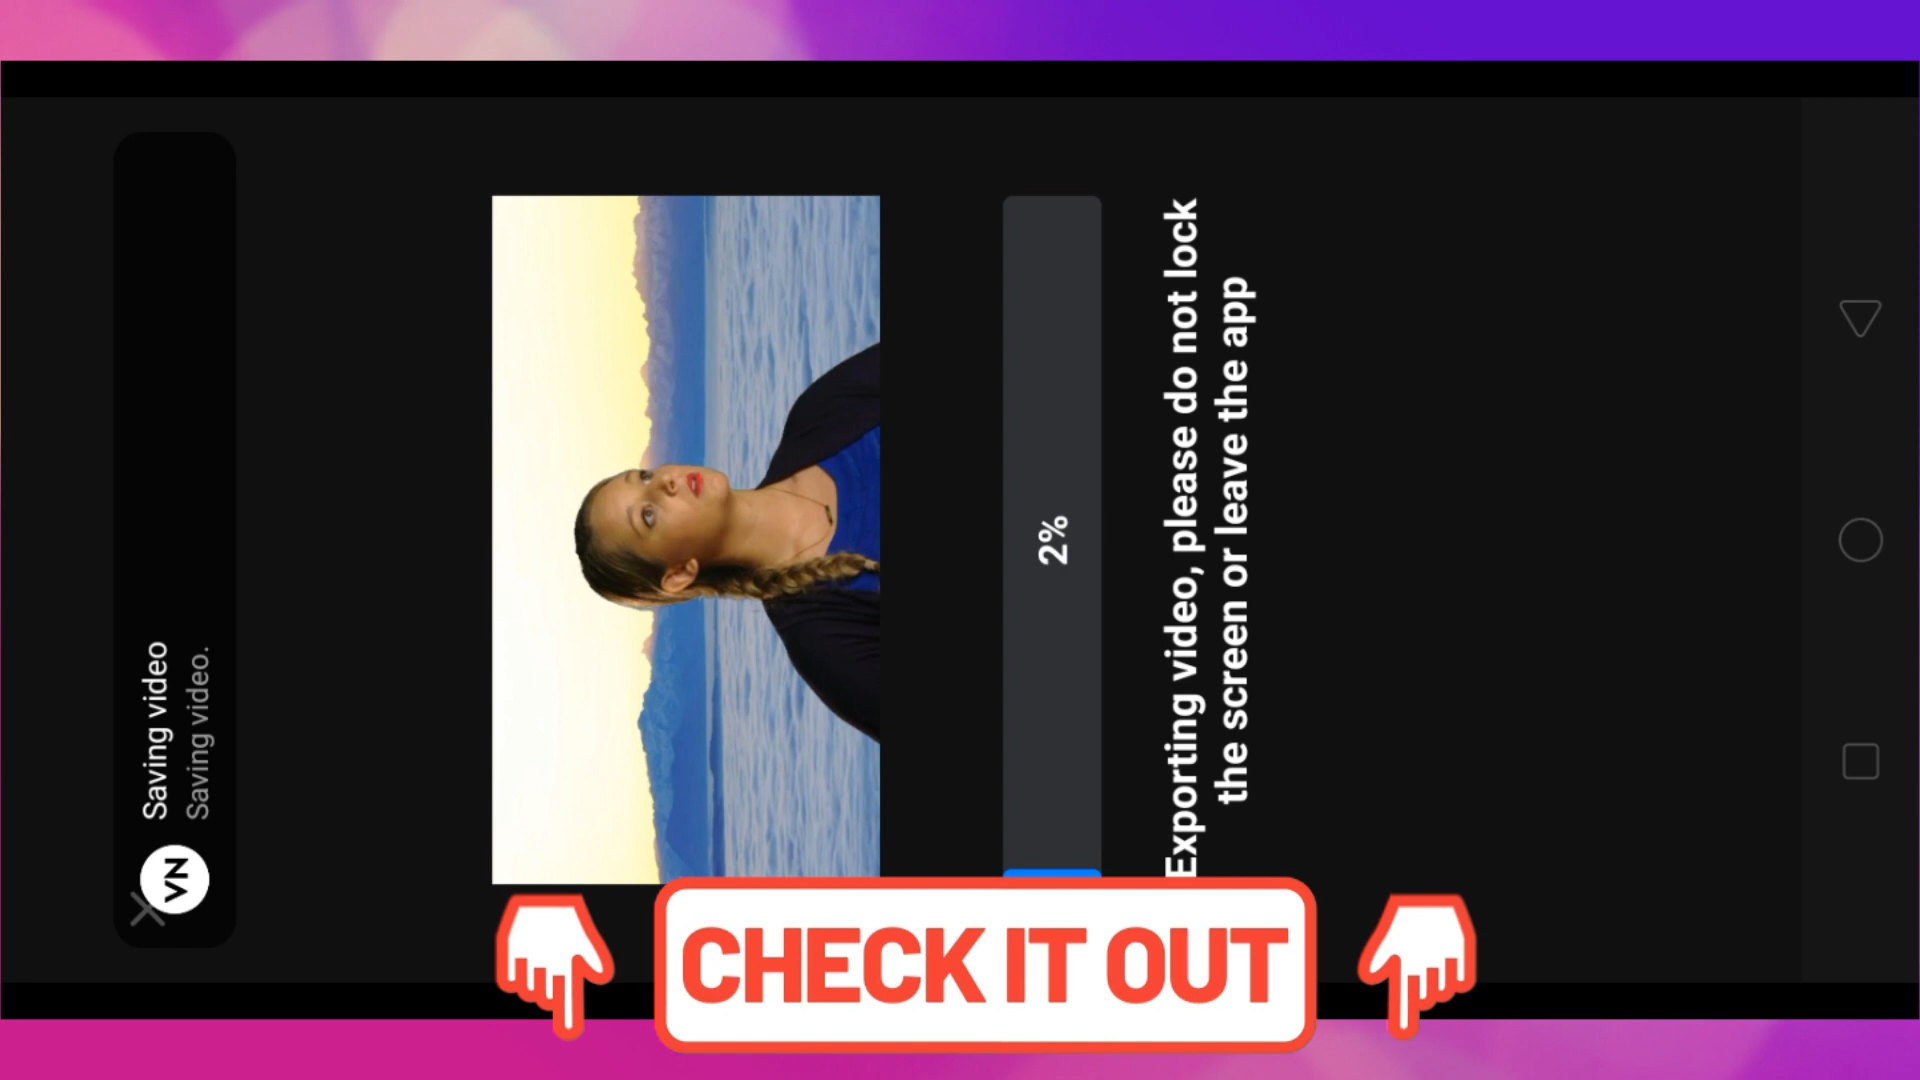 Saving video
Saving video.
VN
2%
Exporting video, please do not lock
the screen or leave the app
CHECK IT OUT